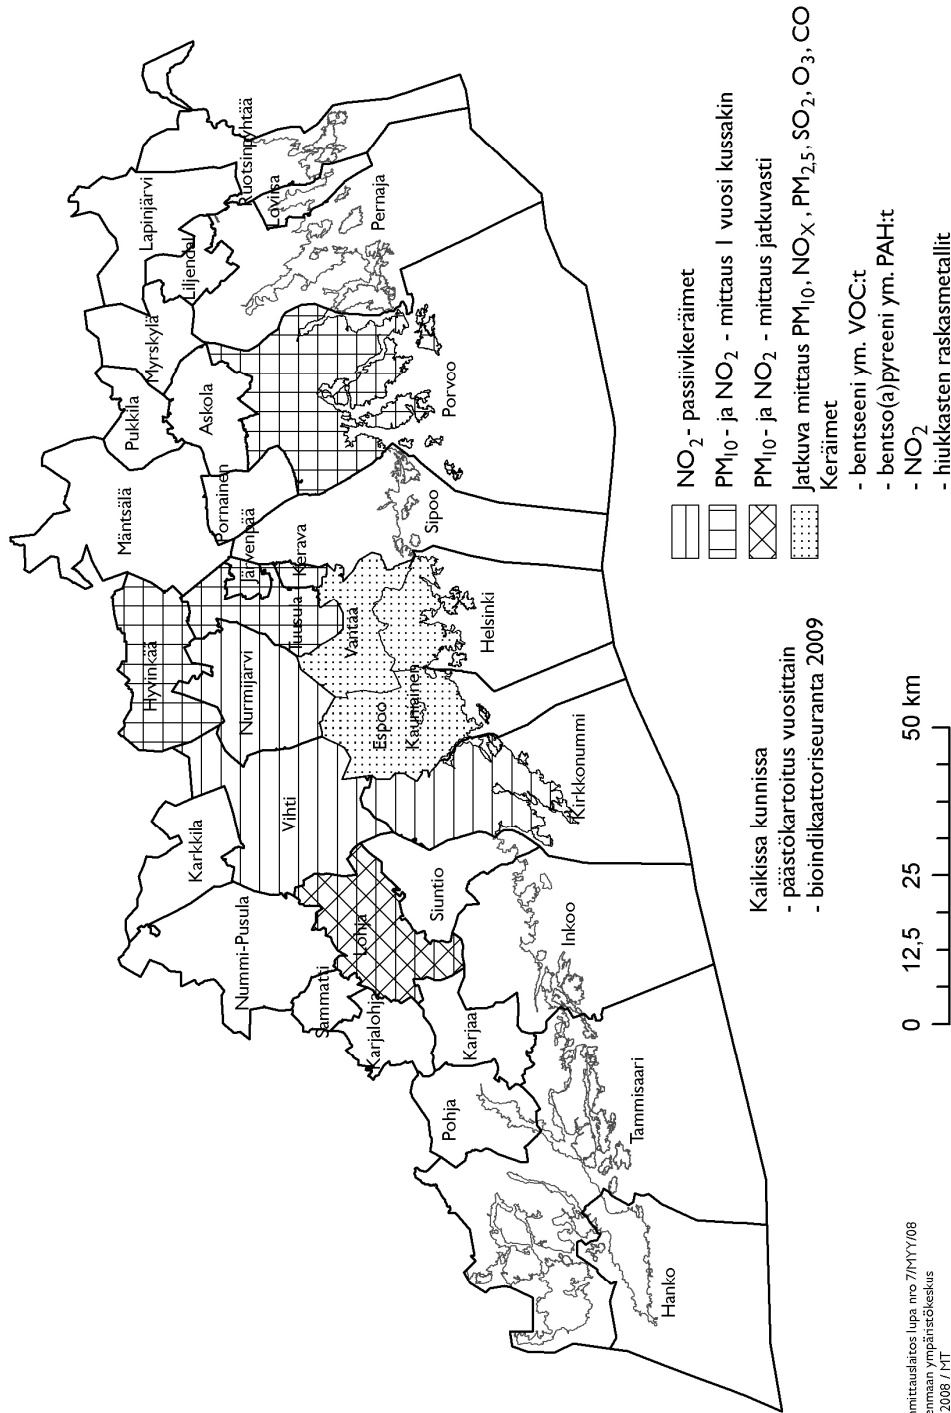 Lapinjärvi
Ruotsinpyhtää
Liljendal
Loviisa
Pernaja
Myrskylä
Pukkila
Askola
Porvoo
Mäntsälä
Pornainen
Järvenpää
Kerava
Sipoo
Hyvinkää
Nurmijärvi
Tuusula
Vantaa
Helsinki
Espoo
Kauniainen
Karkkila
Vihti
Kirkkonummi
Nummi-Pusula
Lohja
Siuntio
Inkoo
Sammatti
Karjalohja
Karjaa
Pohja
Tammisaari
Hanko
NO2 - passiivikeräimet
PM10 - ja NO2 - mittaus 1 vuosi kussakin
PM10 - ja NO2 - mittaus jatkuvasti
Jatkuva mittaus PM10, NOX, PM2,5, SO2, O3, CO
Keräimet
- bentseeni ym. VOC:t
- bentso(a)pyreeni ym. PAH:t
- NO2
- hiukkasten raskasmetallit
Kaikissa kunnissa
- päästökartoitus vuosittain
- bioindikaattoriseuranta 2009
0 12,5 25 50 km
mittauslaitos lupa nro 7/MYY/08
enmaan ympäristökeskus
2008 / MT